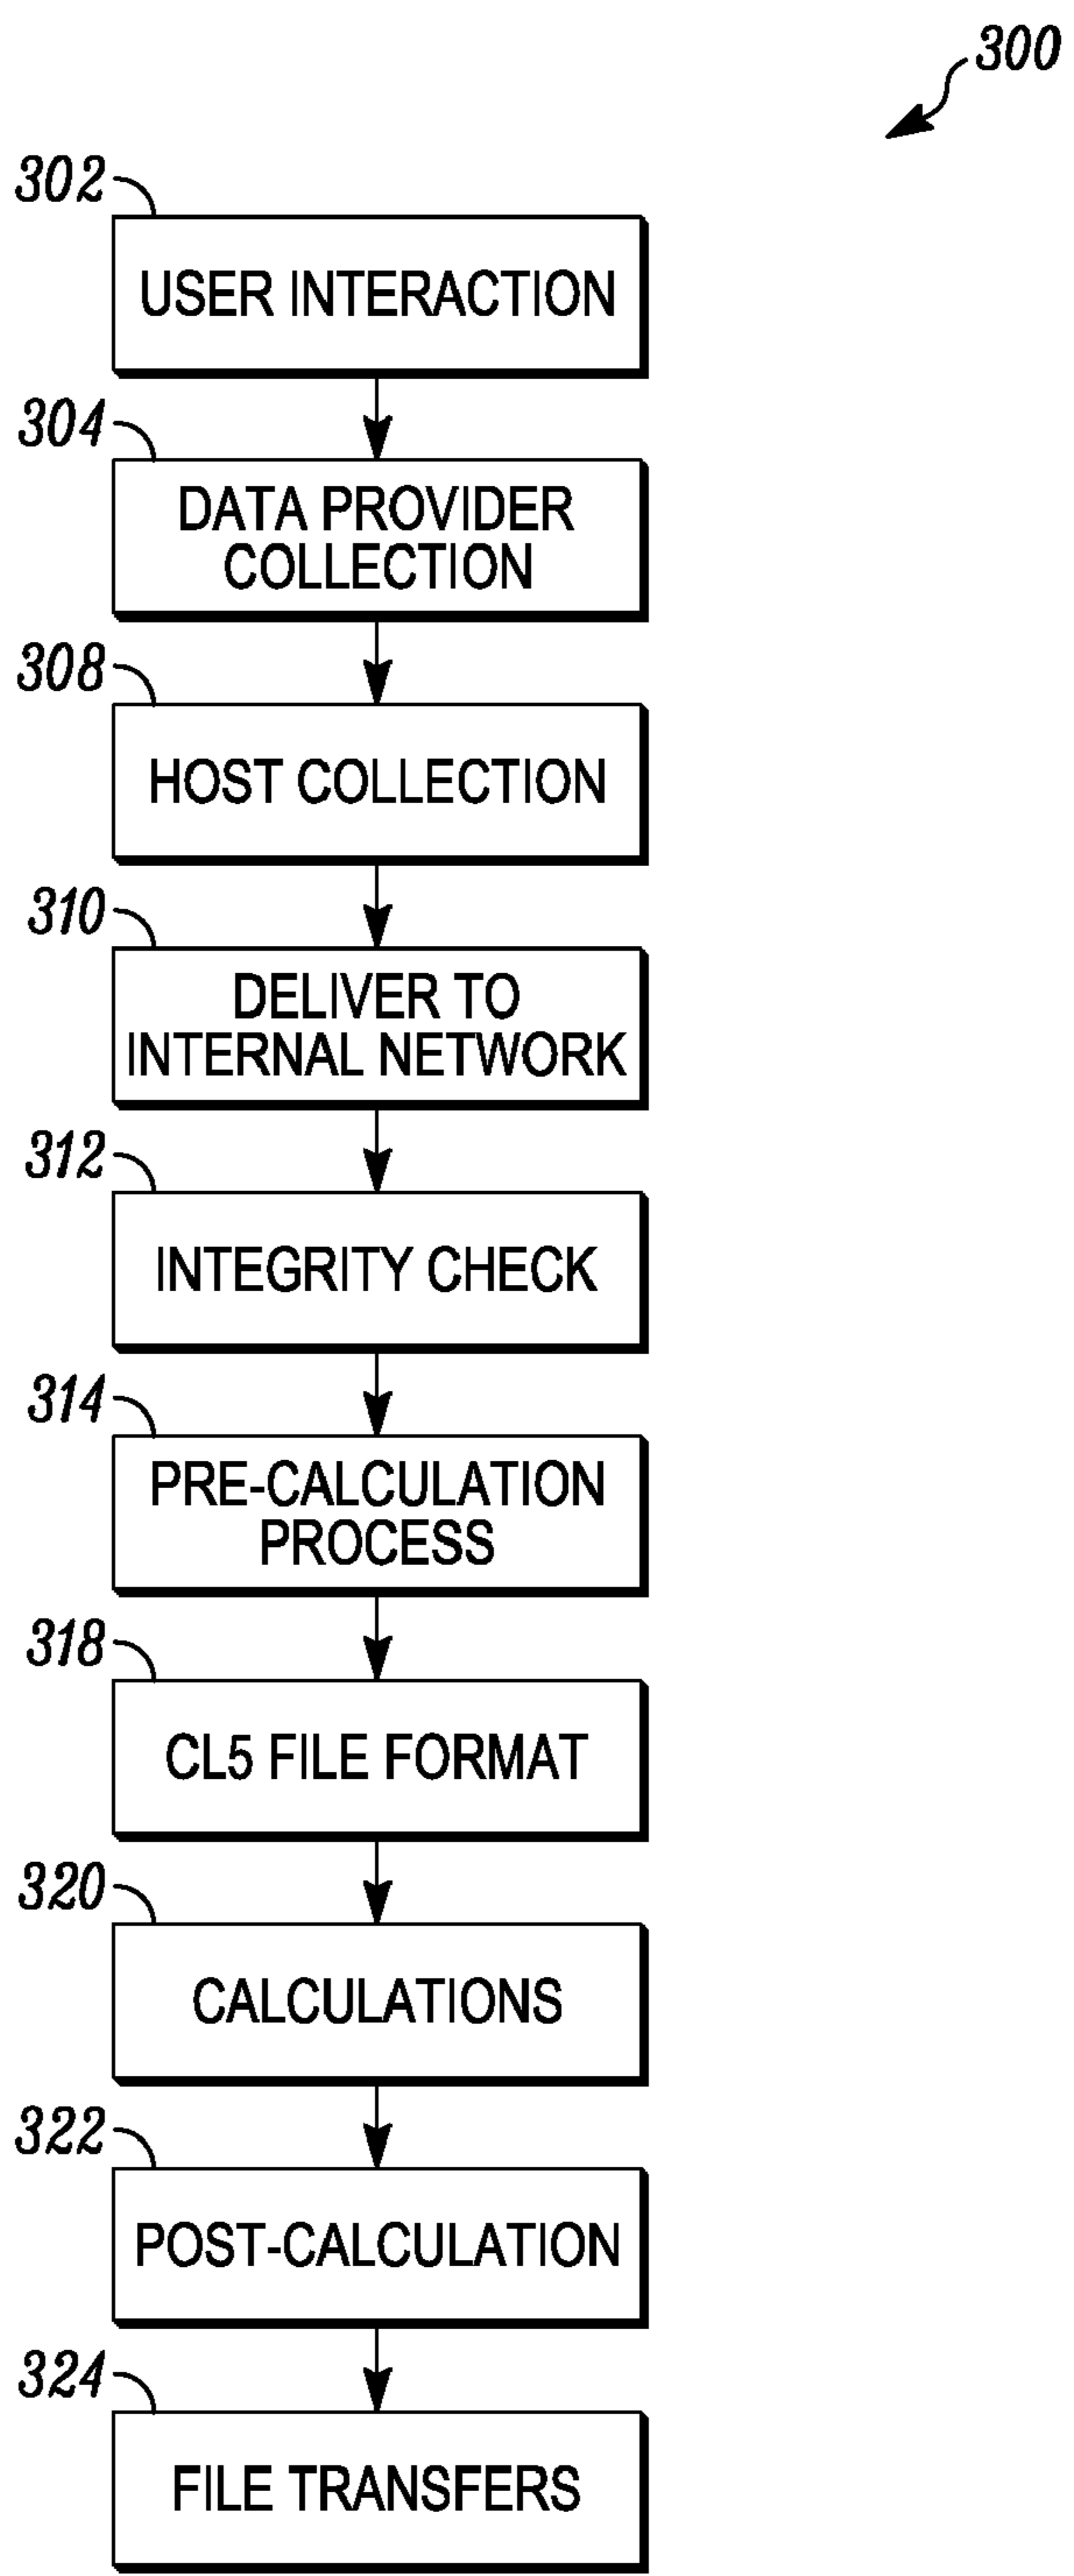 300
302
USER INTERACTION
304
DATA PROVIDER
COLLECTION
308
HOST COLLECTION
310
DELIVER TO
INTERNAL NETWORK
312
INTEGRITY CHECK
314
PRE-CALCULATION
PROCESS
318
CL5 FILE FORMAT
320
CALCULATIONS
322
POST-CALCULATION
324
FILE TRANSFERS